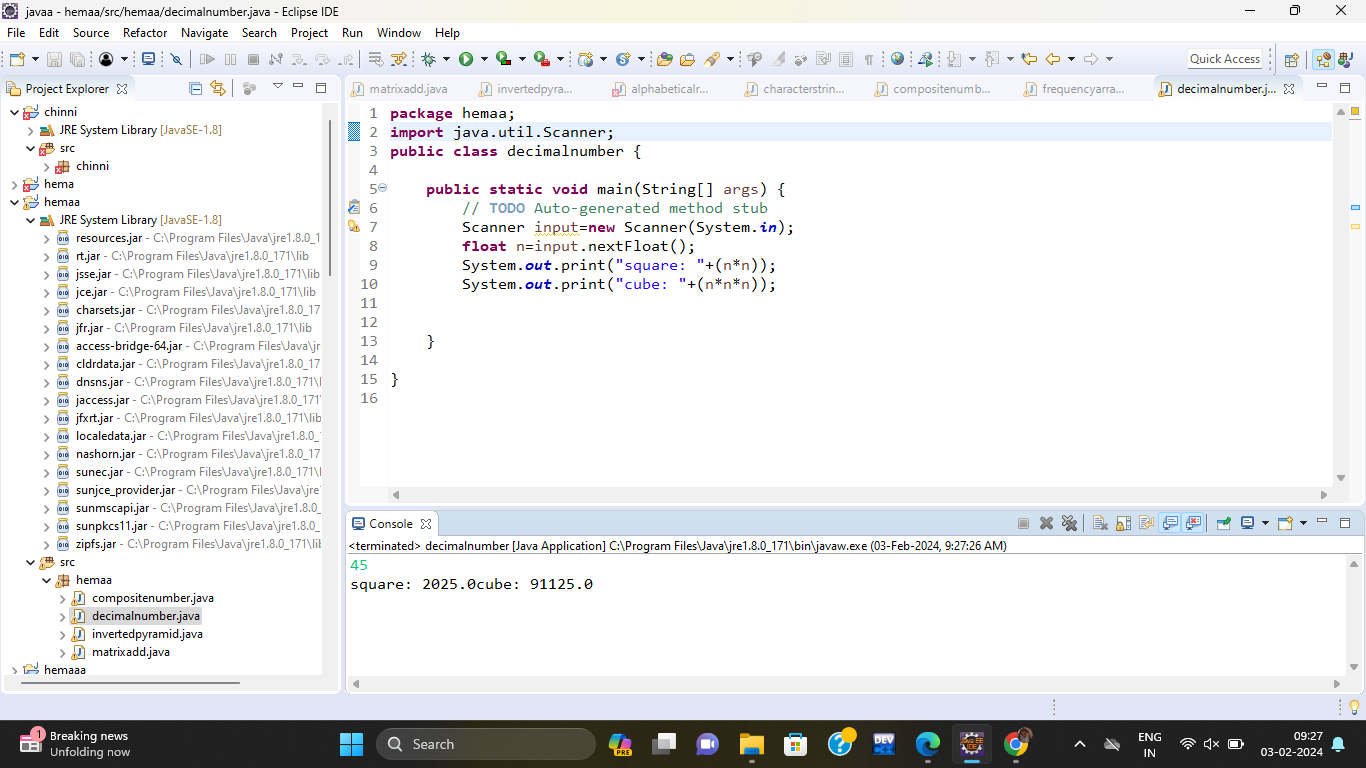 javaa - hemaa/src/hemaa/decimalnumber.java - Eclipse IDE
File Edit Source Refactor Navigate Search Project Run Window Help
Quick Access
Project Explorer
chinni
JRE System Library [JavaSE-1.8]
src
chinni
hema
hemaa
JRE System Library [JavaSE-1.8]
resources.jar - C:\Program Files\Java\jre1.8.0_1
rt.jar - C:\Program Files\Java\jre1.8.0_171\lib
jsse.jar - C:\Program Files\Java\jre1.8.0_171\lib
jce.jar - C:\Program Files\Java\jre1.8.0_171\lib
charsets.jar - C:\Program Files\Java\jre1.8.0_17
jfr.jar - C:\Program Files\Java\jre1.8.0_171\lib
access-bridge-64.jar - C:\Program Files\Java\jr
cldrdata.jar - C:\Program Files\Java\jre1.8.0_17
dnsns.jar - C:\Program Files\Java\jre1.8.0_171\l
jaccess.jar - C:\Program Files\Java\jre1.8.0_171
jfxrt.jar - C:\Program Files\Java\jre1.8.0_171\lib
localedata.jar - C:\Program Files\Java\jre1.8.0_
nashorn.jar - C:\Program Files\Java\jre1.8.0_17
sunec.jar - C:\Program Files\Java\jre1.8.0_171\l
sunjce_provider.jar - C:\Program Files\Java\jre
sunmscapi.jar - C:\Program Files\Java\jre1.8.0_
sunpkcs11.jar - C:\Program Files\Java\jre1.8.0_
zipfs.jar - C:\Program Files\Java\jre1.8.0_171\lil
src
hemaa
compositenumber.java
decimalnumber.java
invertedpyramid.java
matrixadd.java
hemaaa
matrixadd.java invertedpyra... alphabeticalr... characterstrin... compositenumb... frequencyarra... decimalnumber.j...
1 package hemaa;
2 import java.util.Scanner;
3 public class decimalnumber {
4
5 public static void main(String[] args) {
6 // TODO Auto-generated method stub
7 Scanner input=new Scanner(System.in);
8 float n=input.nextFloat();
9 System.out.print("square: "+(n*n));
10 System.out.print("cube: "+(n*n*n));
11
12
13 }
14
15 }
16
Console
<terminated> decimalnumber [Java Application] C:\Program Files\Java\jre1.8.0_171\bin\javaw.exe (03-Feb-2024, 9:27:26 AM)
45
square: 2025.0cube: 91125.0
1
Breaking news
Unfolding now
Search
PRE
DEV
ENG
IN
09:27
03-02-2024